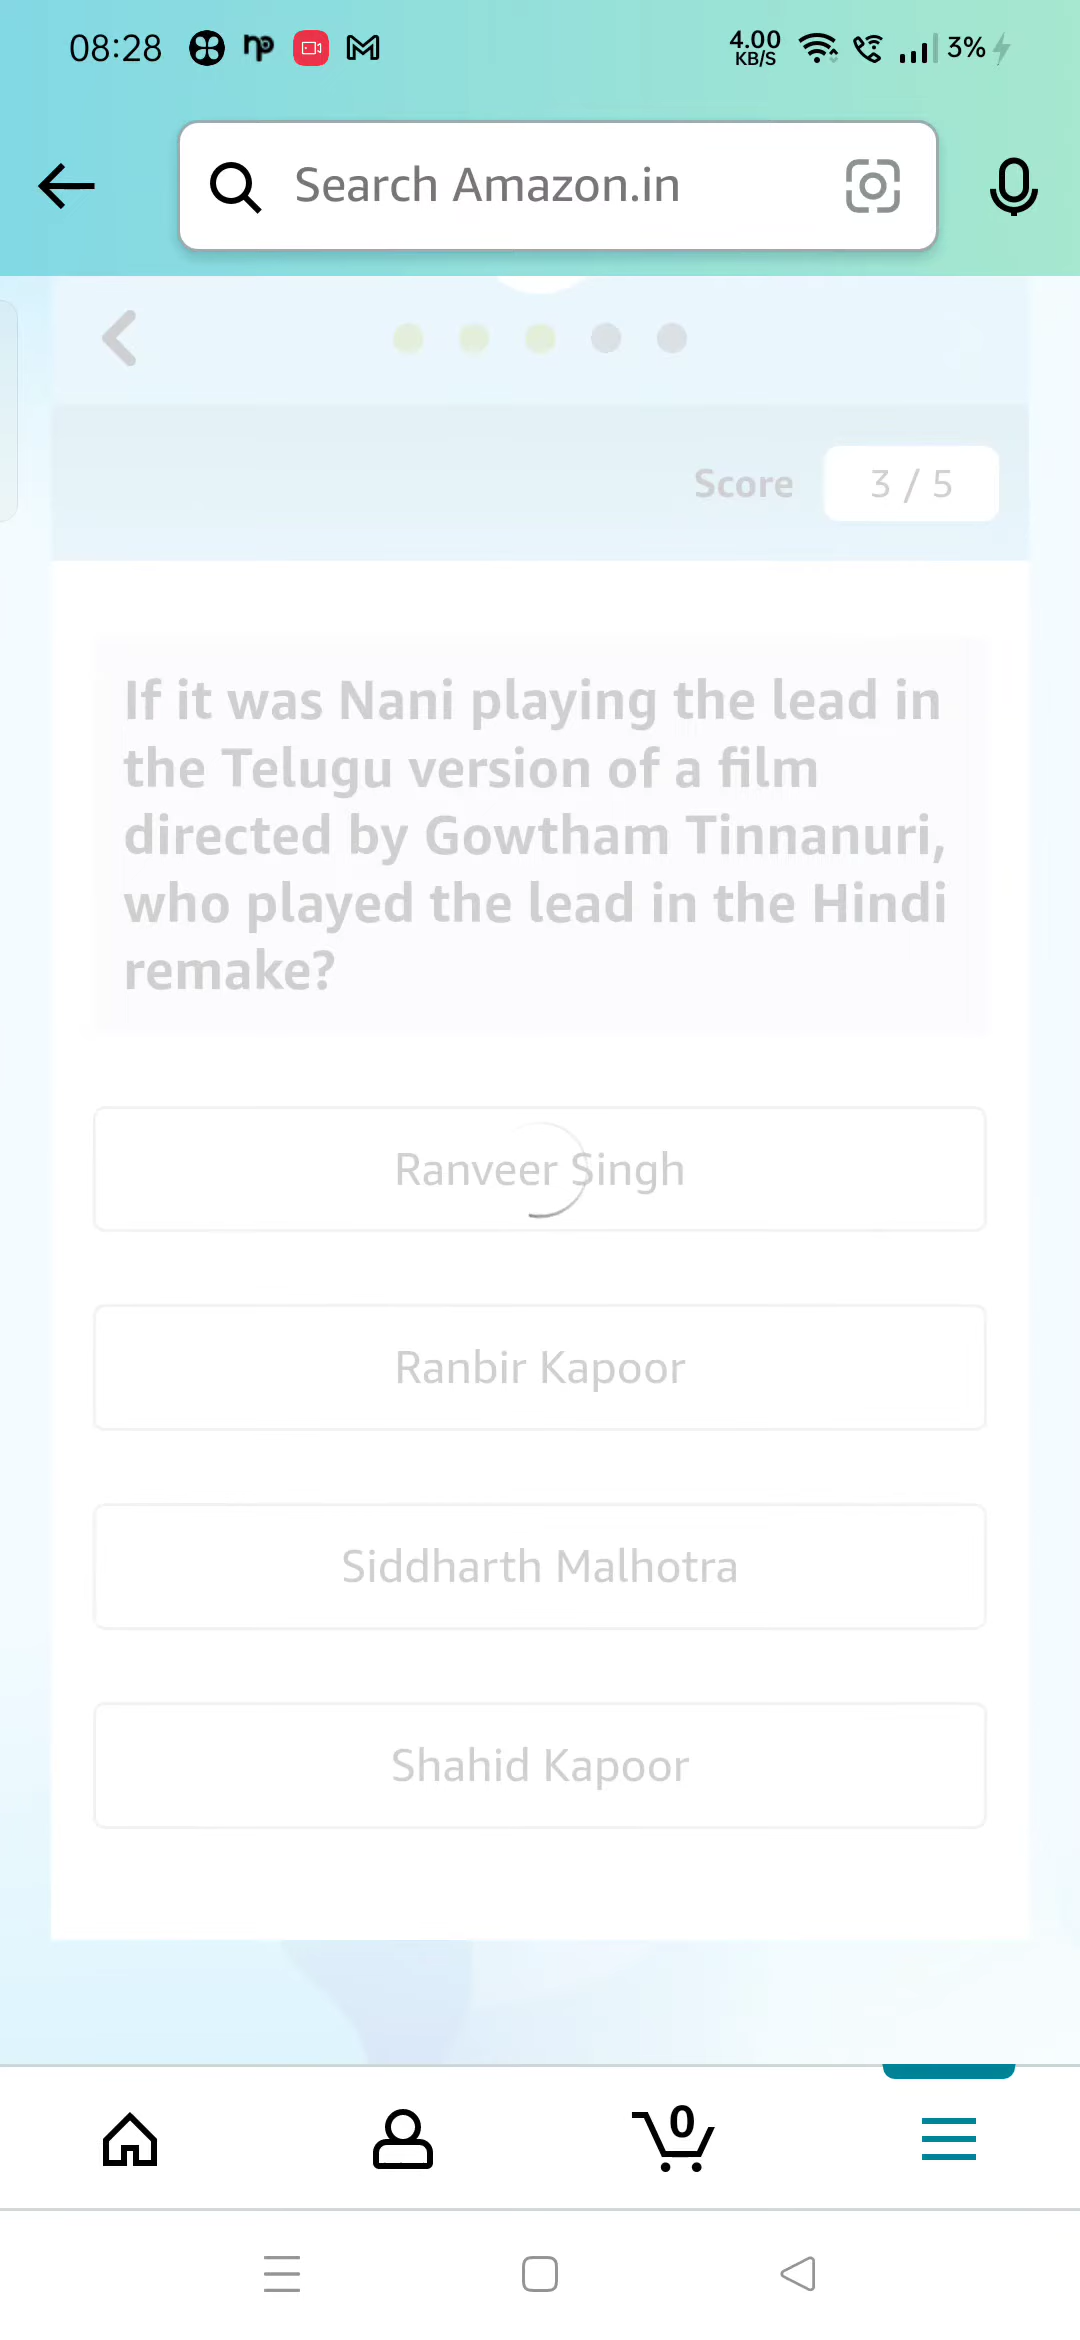 08:28
4.00
KB/S
3%
Search Amazon.in
Score
3 / 5
If it was Nani playing the lead in
the Telugu version of a film
directed by Gowtham Tinnanuri,
who played the lead in the Hindi
remake?
Ranveer Singh
Ranbir Kapoor
Siddharth Malhotra
Shahid Kapoor
0